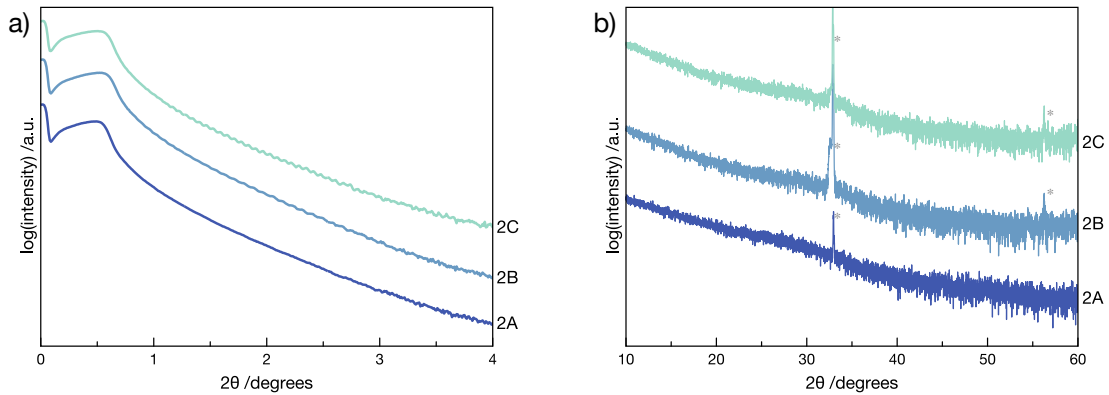 a)
log(intensity) /a.u.
2C
2B
2A
0 1 2 3 4
2θ /degrees
b)
log(intensity) /a.u.
*
*
*
*
*
2C
2B
2A
10 20 30 40 50 60
2θ /degrees